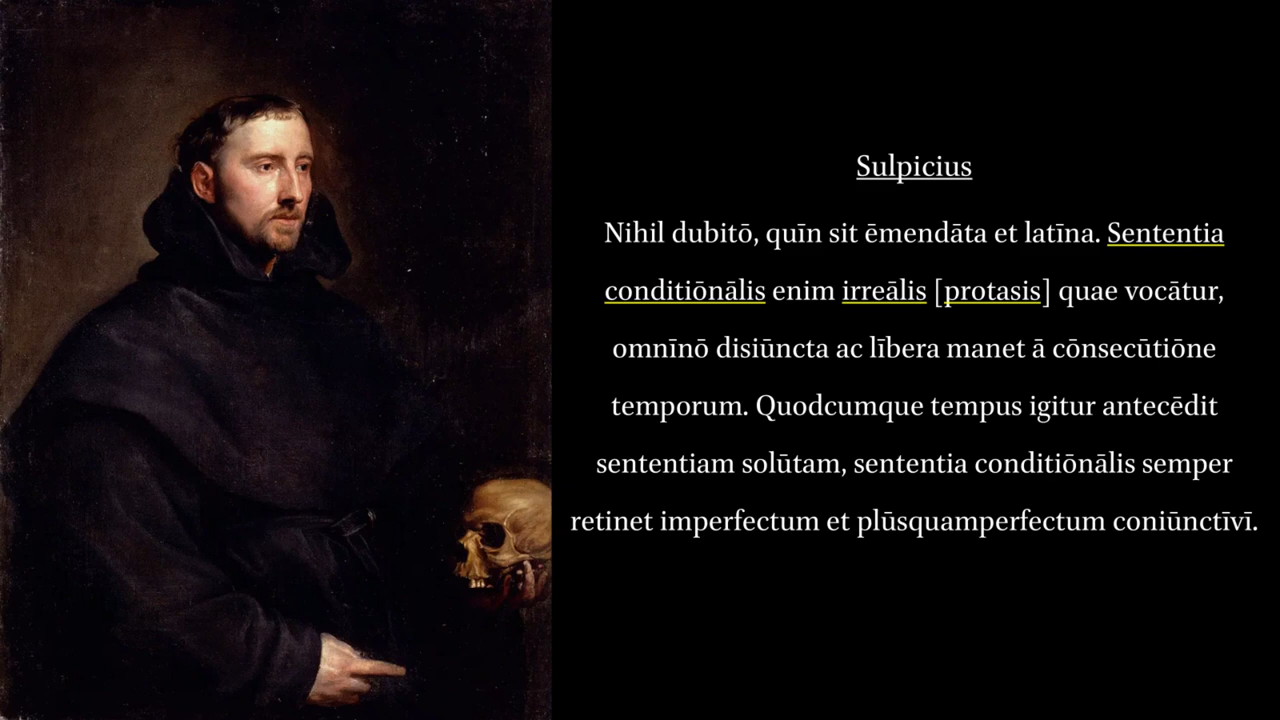 Sulpicius
Nihil dubitō, quīn sit ēmendāta et latīna. Sententia
conditiōnālis enim irreālis [protasis] quae vocātur,
omnīnō disiūncta ac lībera manet ā cōnsecūtiōne
temporum. Quodcumque tempus igitur antecēdit
sententiam solūtam, sententia conditiōnālis semper
retinet imperfectum et plūsquamperfectum coniūnctīvī.